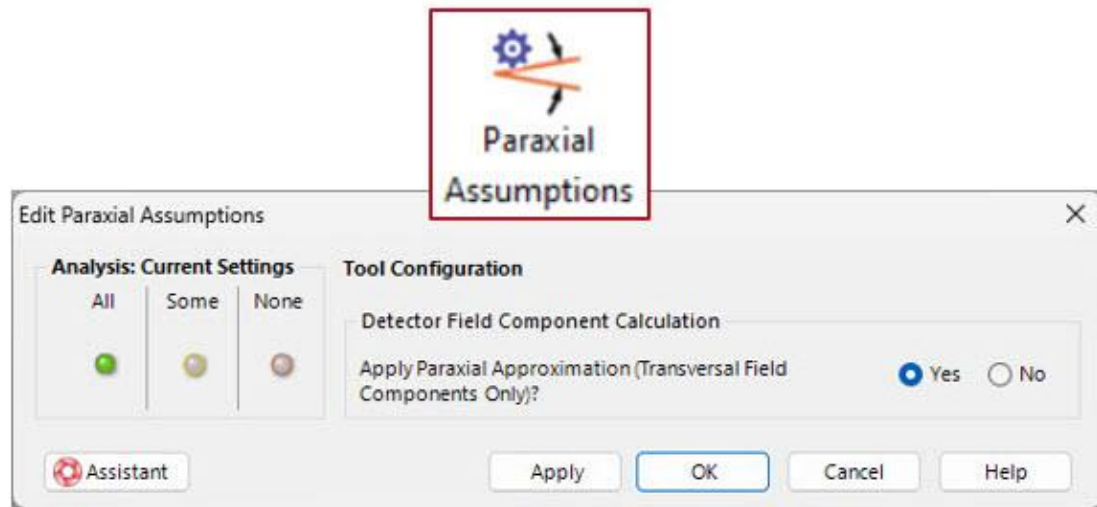 Paraxial
Assumptions
Edit Paraxial Assumptions
Analysis: Current Settings
All Some None
Tool Configuration
Detector Field Component Calculation
Apply Paraxial Approximation (Transversal Field
Components Only)?
Yes No
Assistant Apply OK Cancel Help